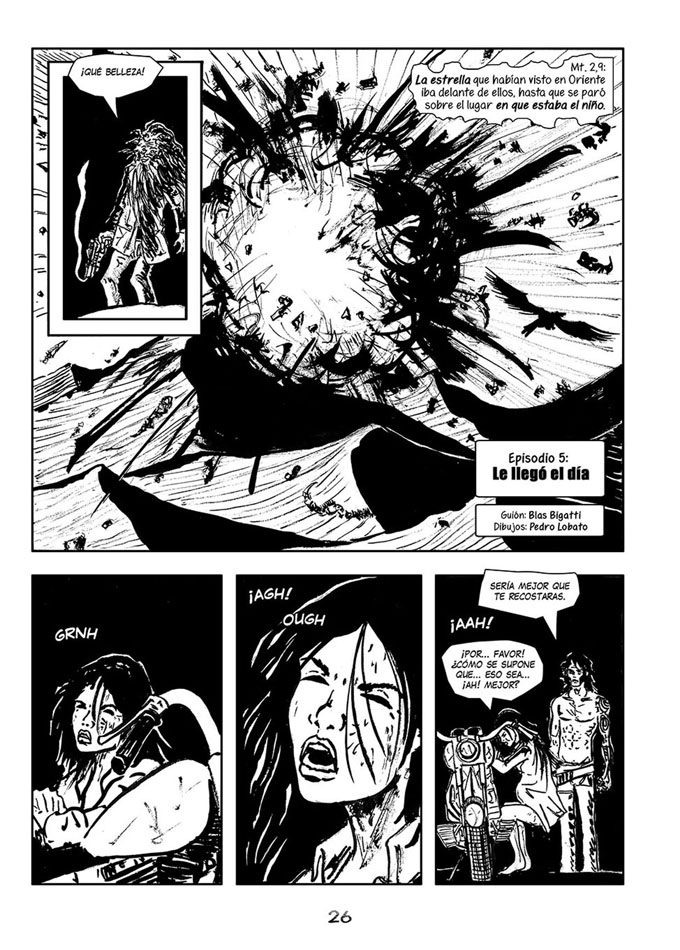 ¡QUÉ BELLEZA!
Mt. 2,9:
La estrella que habían visto en Oriente
iba delante de ellos, hasta que se paró
sobre el lugar en que estaba el niño.
Episodio 5:
Le llegó el día
Guión: Blas Bigatti
Dibujos: Pedro Lobato
GRNH
¡AGH!
OUGH
SERÍA MEJOR QUE
TE RECOSTARAS.
¡AAH!
¡POR... FAVOR!
¿CÓMO SE SUPONE
QUE... ESO SEA...
¡AH! MEJOR?
26